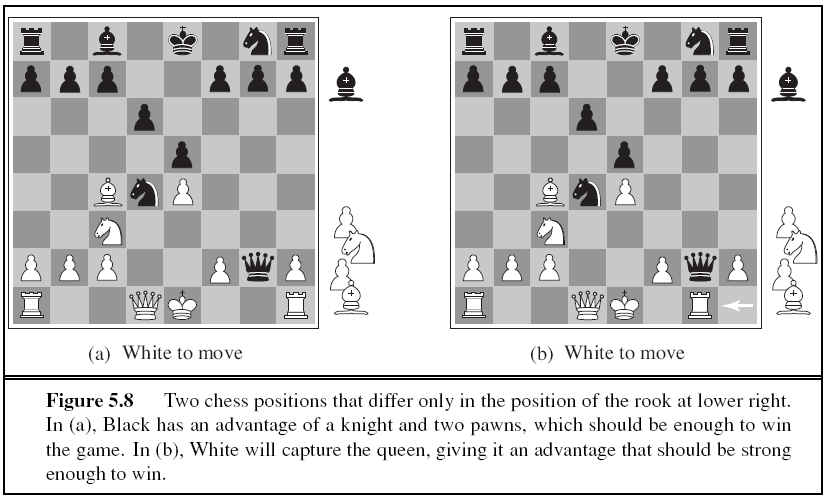 (a) White to move
(b) White to move
Figure 5.8 Two chess positions that differ only in the position of the rook at lower right.
In (a), Black has an advantage of a knight and two pawns, which should be enough to win
the game. In (b), White will capture the queen, giving it an advantage that should be strong
enough to win.